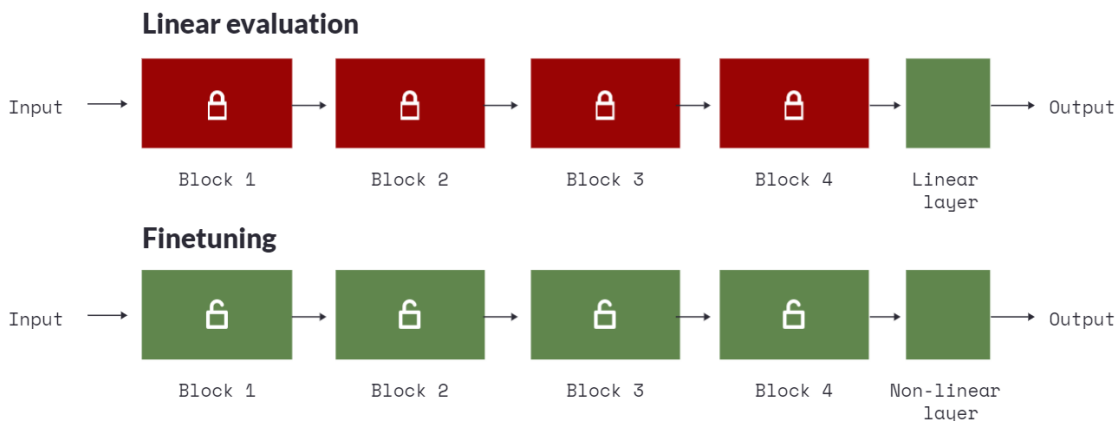 Linear evaluation
Input
Output
Block 1
Block 2
Block 3
Block 4
Linear
layer
Finetuning
Input
Output
Block 1
Block 2
Block 3
Block 4
Non-linear
layer